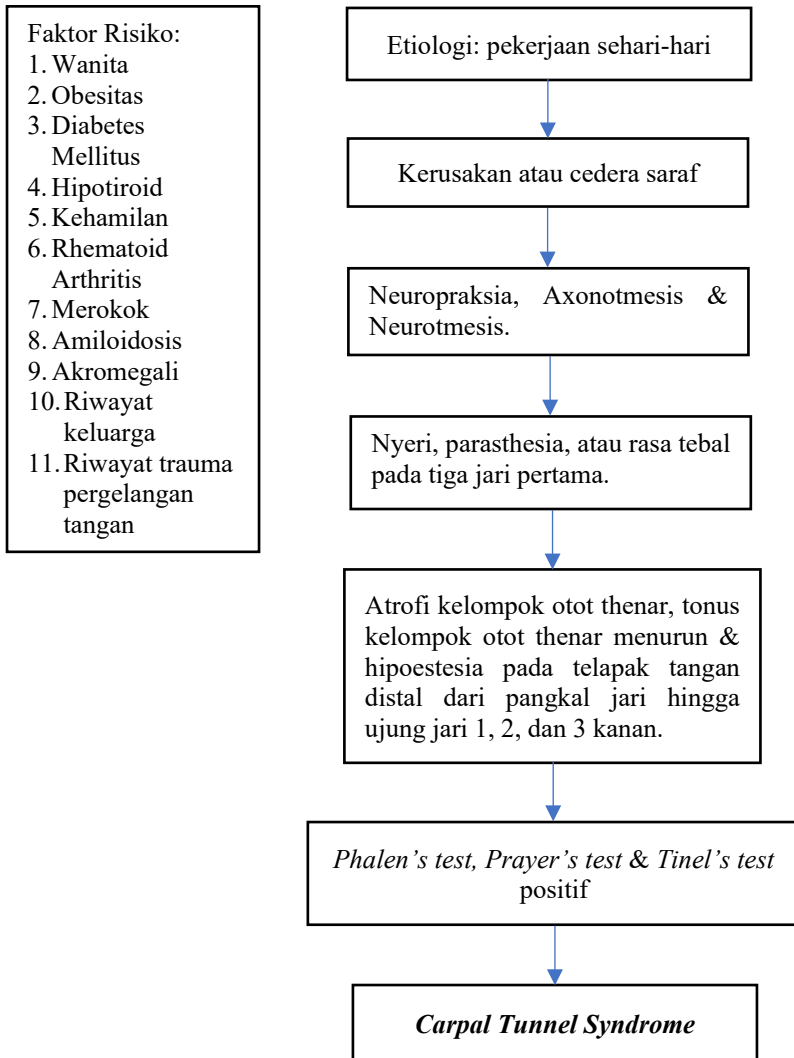 Faktor Risiko:
1. Wanita
2. Obesitas
3. Diabetes
Mellitus
4. Hipotiroid
5. Kehamilan
6. Rhematoid
Arthritis
7. Merokok
8. Amiloidosis
9. Akromegali
10. Riwayat
keluarga
11. Riwayat trauma
pergelangan
tangan
Etiologi: pekerjaan sehari-hari
Kerusakan atau cedera saraf
Neuropraksia, Axonotmesis &
Neurotmesis.
Nyeri, parasthesia, atau rasa tebal
pada tiga jari pertama.
Atrofi kelompok otot thenar, tonus
kelompok otot thenar menurun &
hipoestesia pada telapak tangan
distal dari pangkal jari hingga
ujung jari 1, 2, dan 3 kanan.
Phalen’s test, Prayer’s test & Tinel’s test
positif
Carpal Tunnel Syndrome